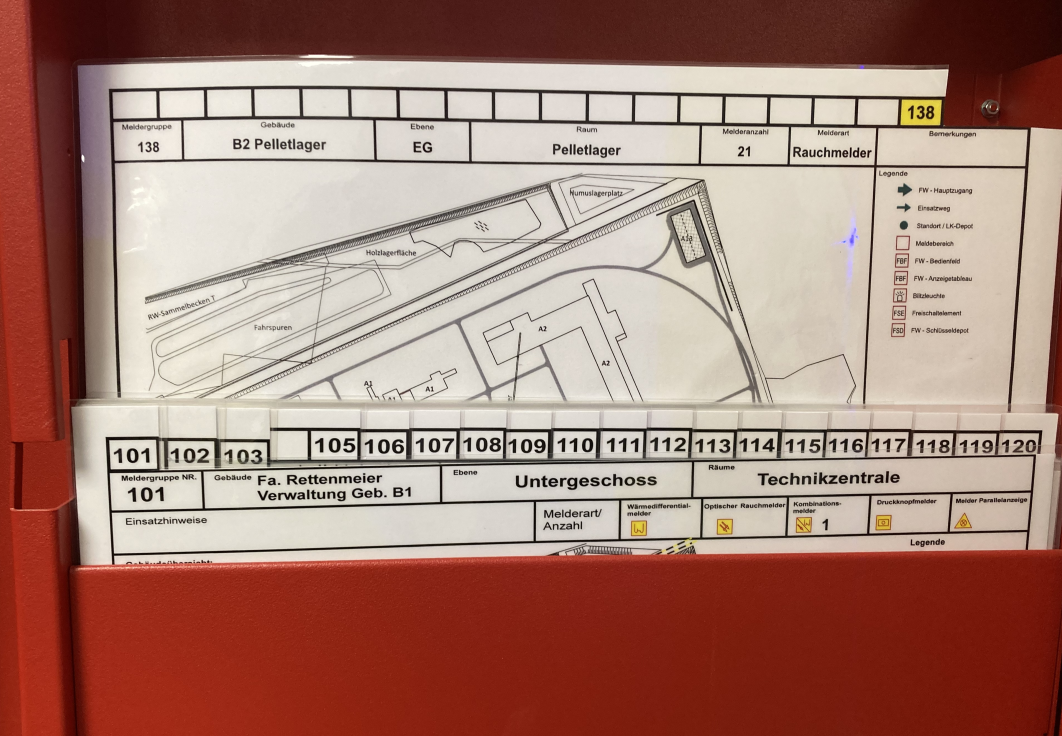 138
Meldergruppe Gebäude Ebene Raum Melderanzahl Melderart Bemerkungen
138 B2 Pelletlager EG Pelletlager 21 Rauchmelder
Legende
FW - Hauptzugang
Einsatzweg
Standort / LK-Depot
Meldebereich
FBF FW - Bedienfeld
FBF FW - Anzeigetableau
Blitzleuchte
FSE Freischaltelement
FSD FW - Schlüsseldepot
Humuslagerplatz
Holzlagerfläche
RW-Sammelbecken T
Fahrspuren
A2
A2
A1
A1
101 102 103 105 106 107 108 109 110 111 112 113 114 115 116 117 118 119 120
Meldergruppe NR. Gebäude Fa. Rettenmeier Ebene Räume
101 Verwaltung Geb. B1 Untergeschoss Technikzentrale
Einsatzhinweise
Melderart/
Anzahl
Wärmedifferential-
melder
Optischer Rauchmelder
Kombinations-
melder
1
Druckknopfmelder
Melder Parallelanzeige
Legende